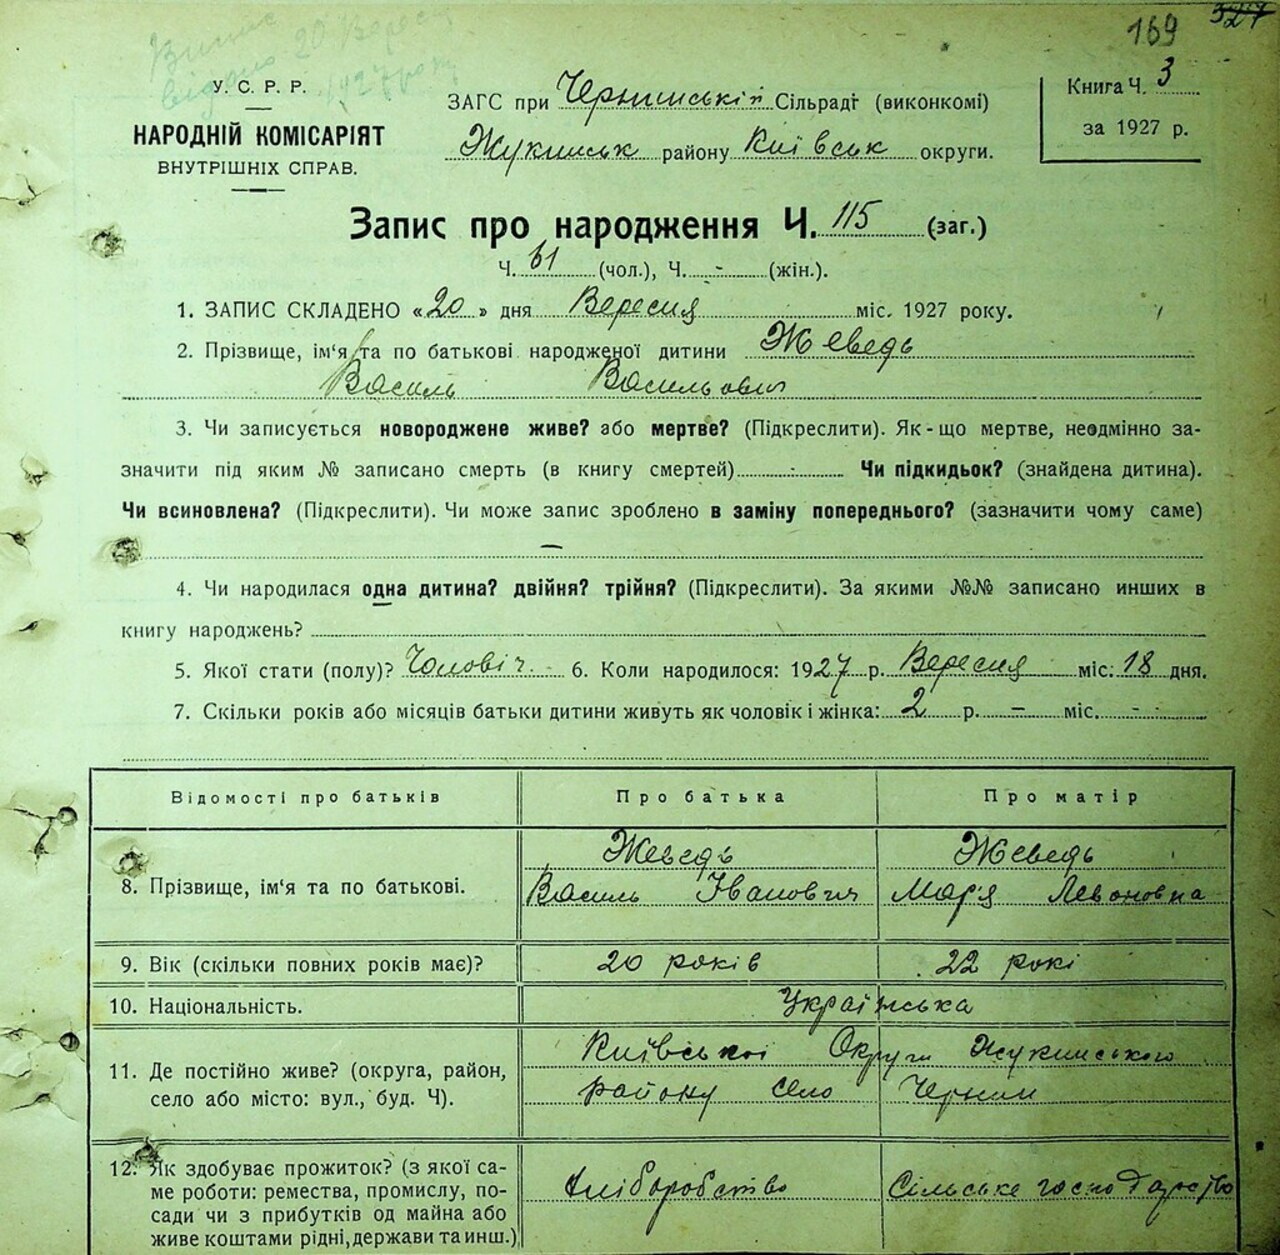 169 327
Видано 20 Вересня
1927 року
У. С. Р. Р.
НАРОДНІЙ КОМІСАРІЯТ
ВНУТРІШНІХ СПРАВ.
ЗАГС при Чернинській Сільраді (виконкомі)
Жукинськ району Київськ округи.
Книга Ч. 3
за 1927 р.
Запис про народження Ч. 115 (заг.)
Ч. 61 (чол.), Ч. - (жін.).
1. ЗАПИС СКЛАДЕНО «20» дня Вересня міс. 1927 року.
2. Прізвище, ім‘я та по батькові народженої дитини Жеведь
Василь Васильович
3. Чи записується новороджене живе? або мертве? (Підкреслити). Як-що мертве, неодмінно за-
значити під яким № записано смерть (в книгу смертей) - Чи підкидьок? (знайдена дитина).
Чи всиновлена? (Підкреслити). Чи може запис зроблено в заміну попереднього? (зазначити чому саме)
—
4. Чи народилася одна дитина? двійня? трійня? (Підкреслити). За якими №№ записано инших в
книгу народжень?
5. Якої стати (полу)? Чоловіч. - 6. Коли народилося: 1927 р. Вересня міс. 18 дня.
7. Скільки років або місяців батьки дитини живуть як чоловік і жінка: 2 р. - міс. -
Відомості про батьків Про батька Про матір
8. Прізвище, ім‘я та по батькові. Жеведь Василь Іванович Жеведь Мар'я Левоновна
9. Вік (скільки повних років має)? 20 років 22 рокі
10. Національність. Українська
11. Де постійно живе? (округа, район, Київської Округи Жукинського
село або місто: вул., буд. Ч). району село Чернин
12. Як здобуває прожиток? (з якої са- Хліборобство Сільське господарство
ме роботи: ремества, промислу, по-
сади чи з прибутків од майна або
живе коштами рідні, держави та инш.)